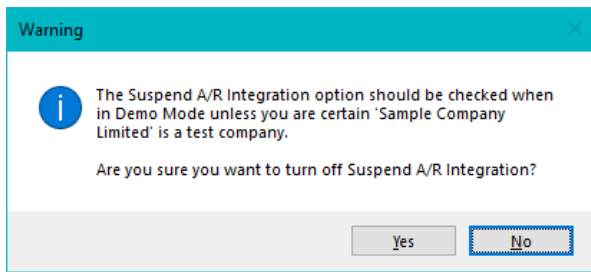 Warning
The Suspend A/R Integration option should be checked when
in Demo Mode unless you are certain 'Sample Company
Limited' is a test company.
Are you sure you want to turn off Suspend A/R Integration?
Yes
No